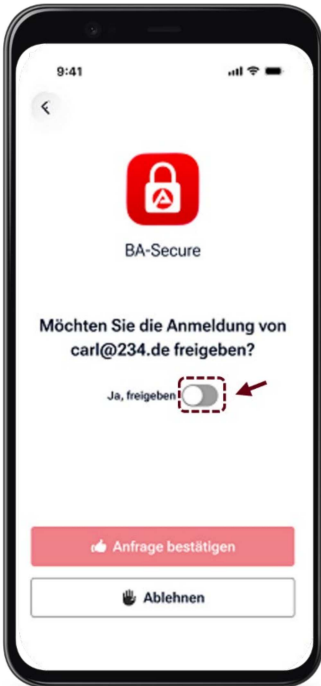 9:41
BA-Secure
Möchten Sie die Anmeldung von
carl@234.de freigeben?
Ja, freigeben
Anfrage bestätigen
Ablehnen